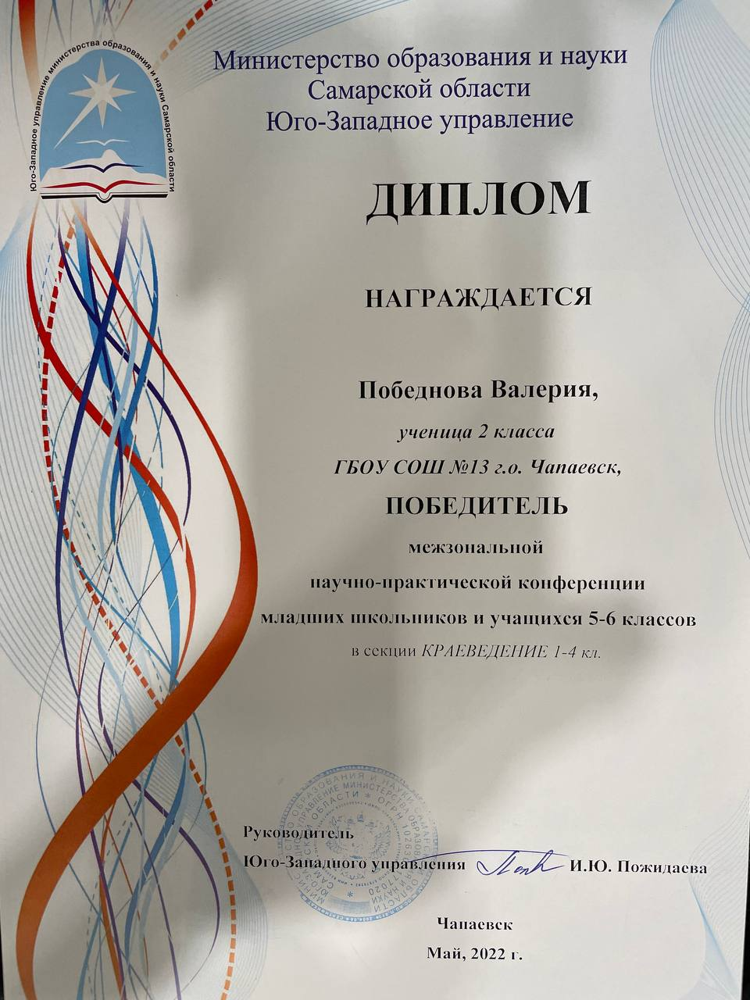 Юго-Западное управление министерства образования и науки Самарской области
Министерство образования и науки
Самарской области
Юго-Западное управление
ДИПЛОМ
НАГРАЖДАЕТСЯ
Победнова Валерия,
ученица 2 класса
ГБОУ СОШ №13 г.о. Чапаевск,
ПОБЕДИТЕЛЬ
межзональной
научно-практической конференции
младших школьников и учащихся 5-6 классов
в секции КРАЕВЕДЕНИЕ 1-4 кл.
Руководитель
Юго-Западного управления И.Ю. Пожидаева
Чапаевск
Май, 2022 г.